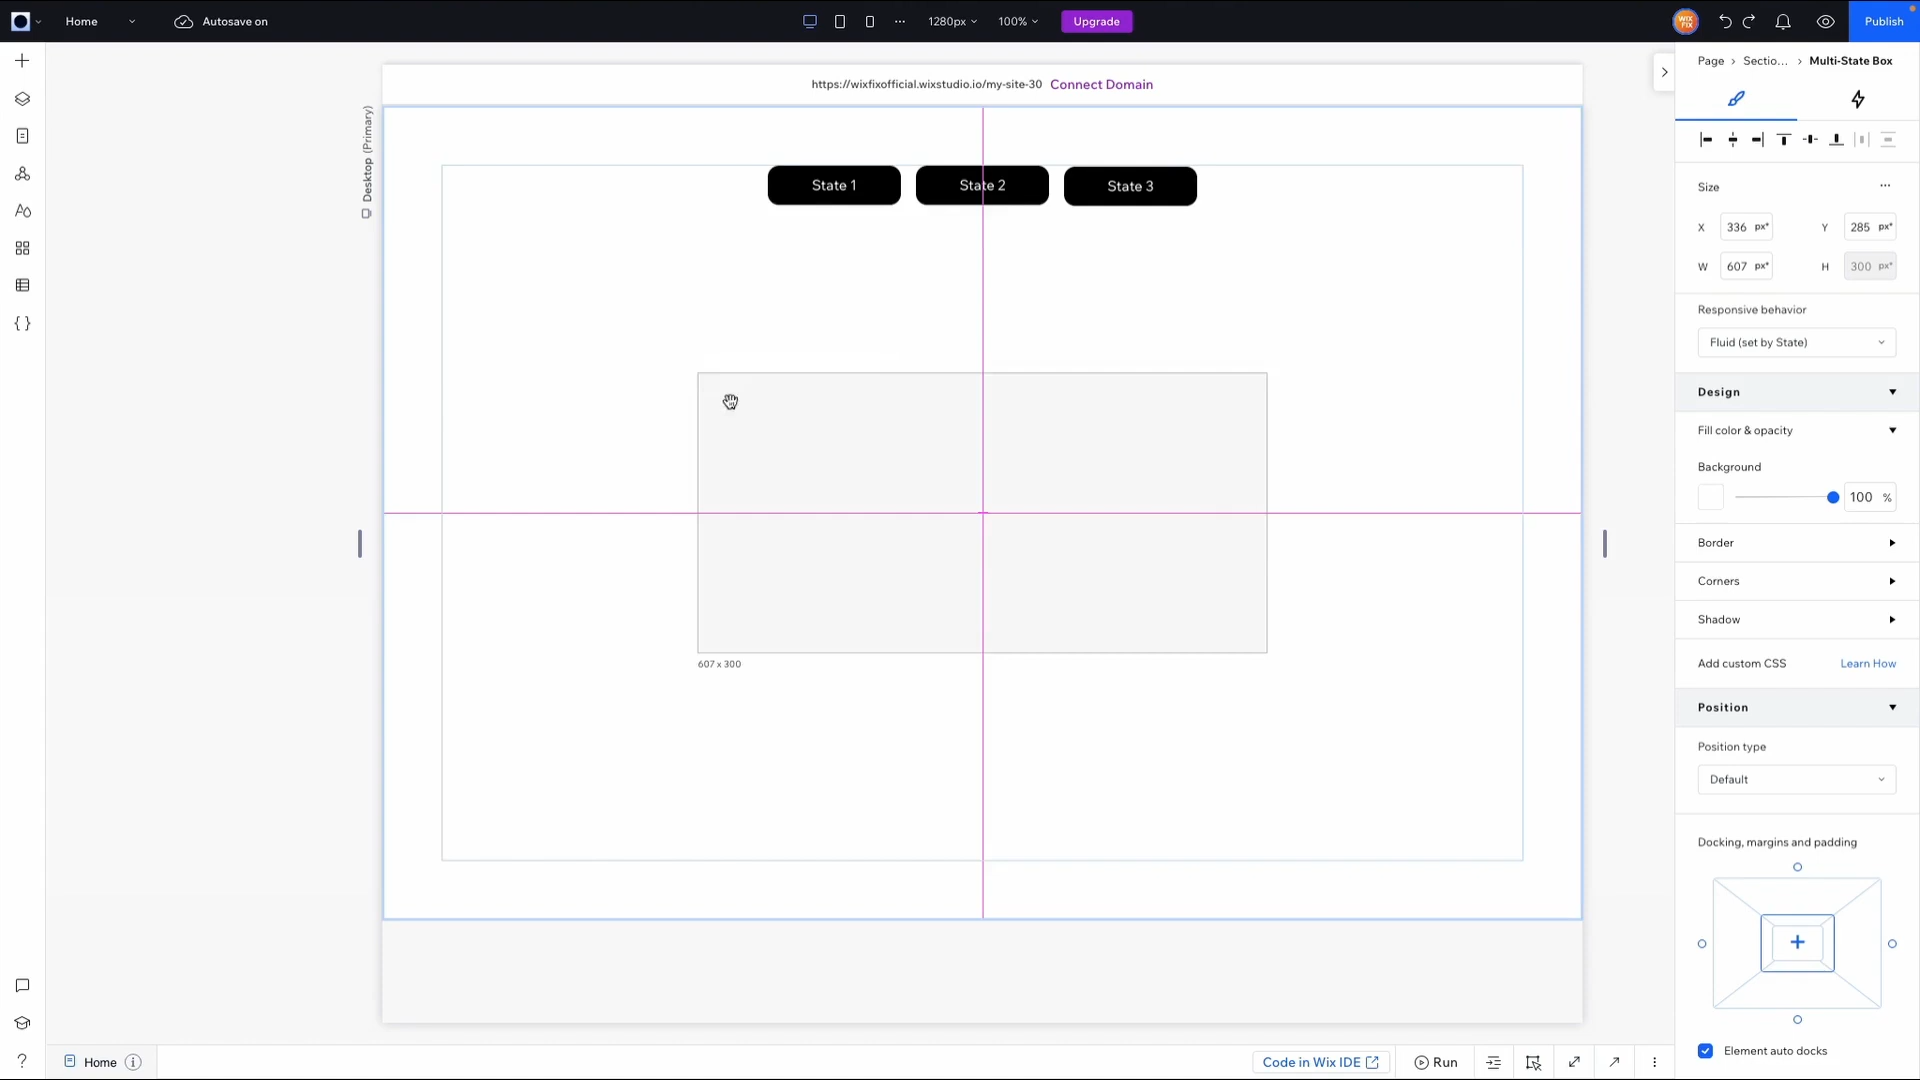 Home
Autosave on
1280px
100%
Upgrade
WIX
FIX
Publish
https://wixfixofficial.wixstudio.io/my-site-30 Connect Domain
Page > Sectio... > Multi-State Box
Desktop (Primary)
State 1
State 2
State 3
607 x 300
Size
X 336 px* Y 285 px*
W 607 px* H 300 px*
Responsive behavior
Fluid (set by State)
Design
Fill color & opacity
Background
100 %
Border
Corners
Shadow
Add custom CSS Learn How
Position
Position type
Default
Docking, margins and padding
Element auto docks
Home
Code in Wix IDE
Run